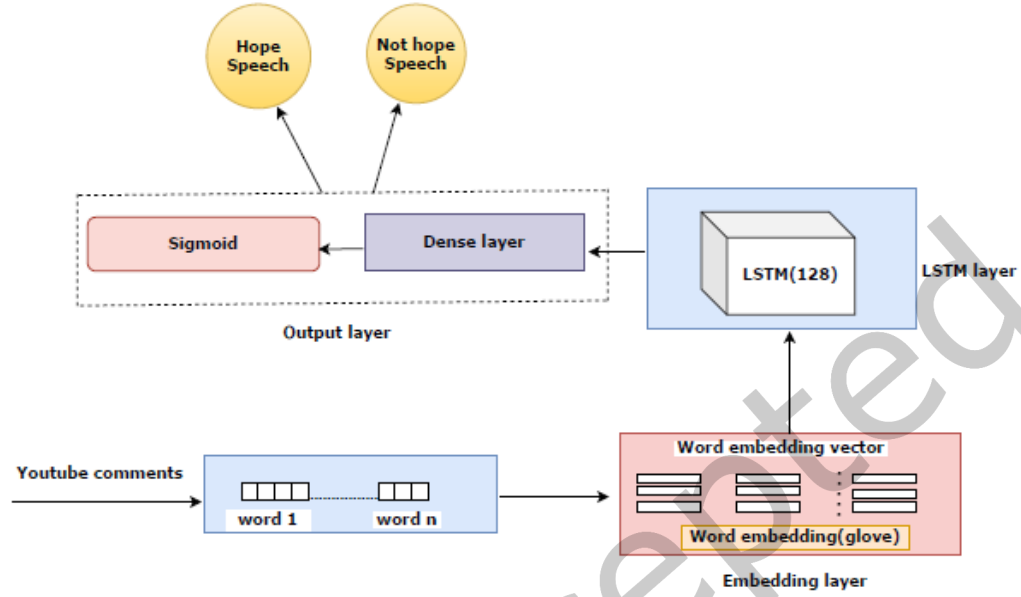 Hope
Speech
Not hope
Speech
Sigmoid
Dense layer
LSTM(128)
LSTM layer
Output layer
Youtube comments
word 1
word n
Word embedding vector
Word embedding(glove)
Embedding layer
epted